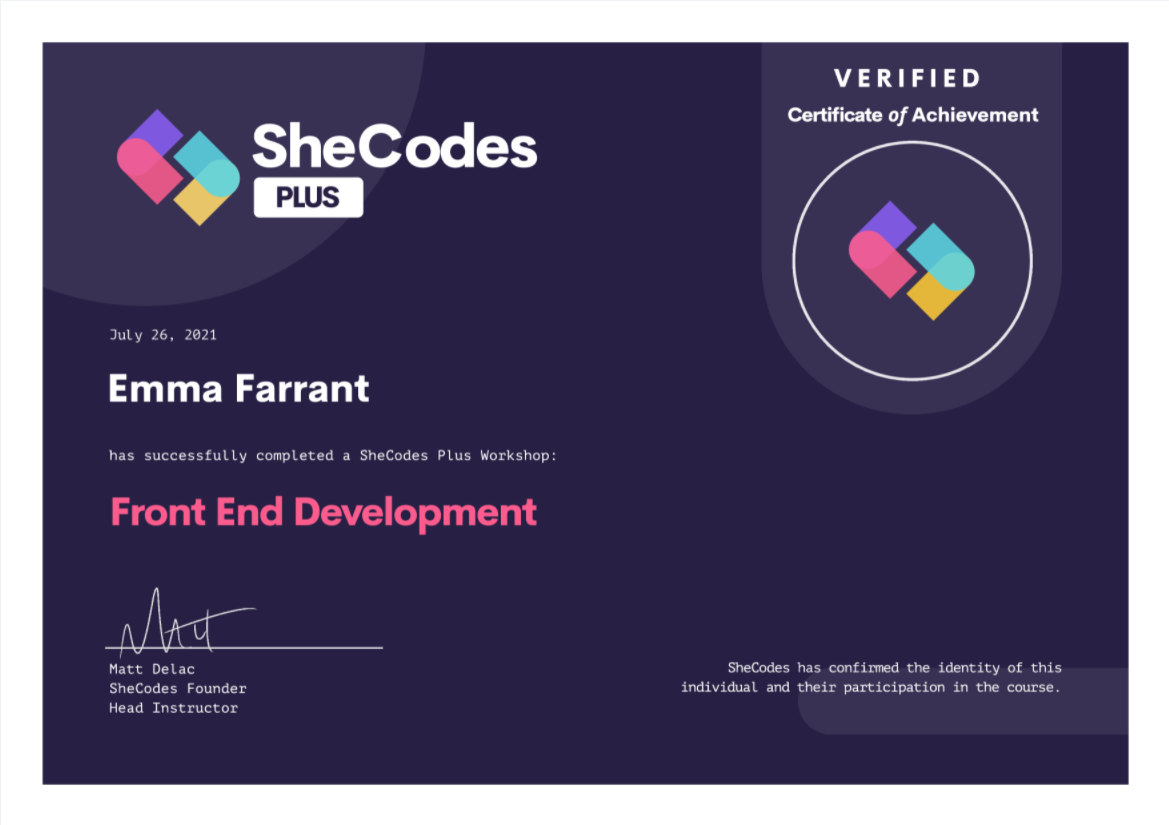 SheCodes
PLUS
VERIFIED
Certificate of Achievement
July 26, 2021
Emma Farrant
has successfully completed a SheCodes Plus Workshop:
Front End Development
Matt
Matt Delac
SheCodes Founder
Head Instructor
SheCodes has confirmed the identity of this
individual and their participation in the course.